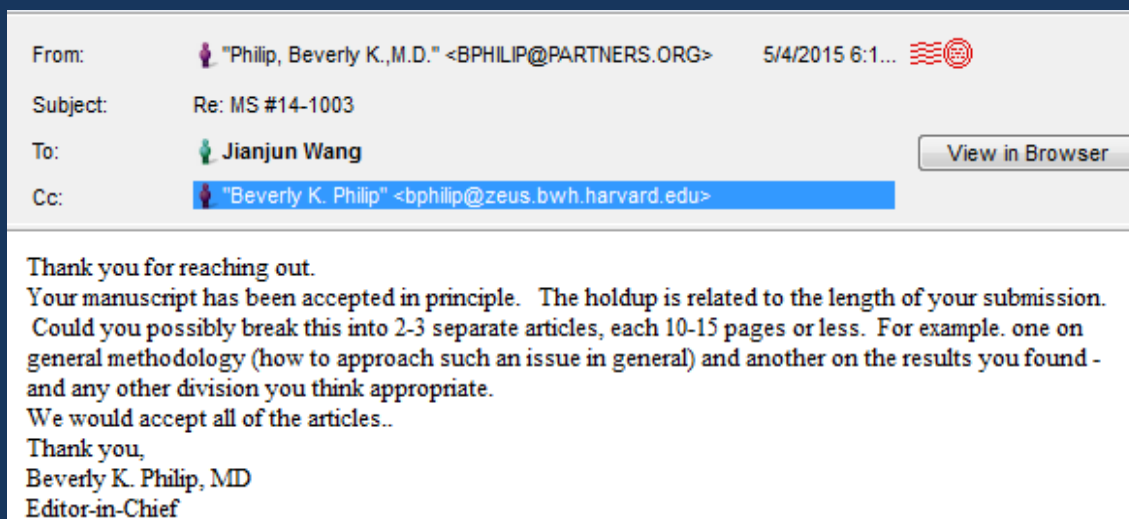 From: "Philip, Beverly K.,M.D." <BPHILIP@PARTNERS.ORG> 5/4/2015 6:1...
Subject: Re: MS #14-1003
To: Jianjun Wang
View in Browser
Cc: "Beverly K. Philip" <bphilip@zeus.bwh.harvard.edu>
Thank you for reaching out.
Your manuscript has been accepted in principle. The holdup is related to the length of your submission.
Could you possibly break this into 2-3 separate articles, each 10-15 pages or less. For example. one on
general methodology (how to approach such an issue in general) and another on the results you found -
and any other division you think appropriate.
We would accept all of the articles..
Thank you,
Beverly K. Philip, MD
Editor-in-Chief